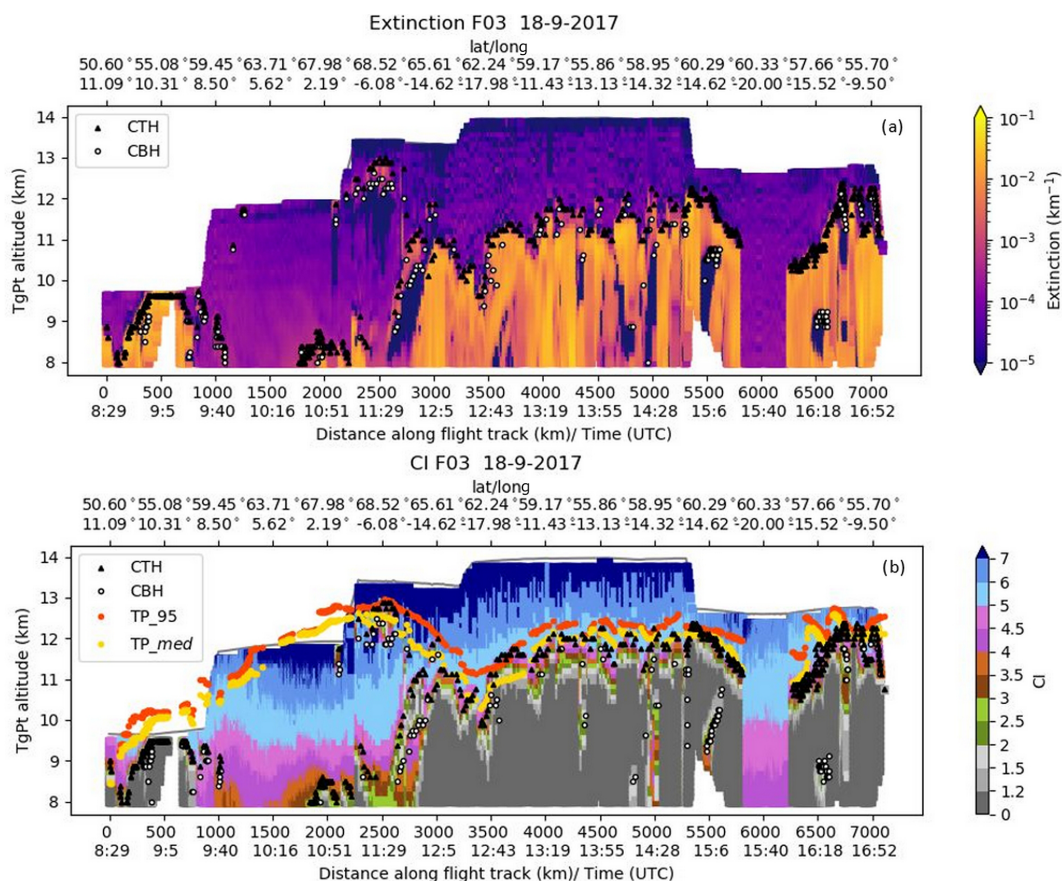 Extinction F03 18-9-2017
lat/long
50.60° 55.08° 59.45° 63.71° 67.98° 68.52° 65.61° 62.24° 59.17° 55.86° 58.95° 60.29° 60.33° 57.66° 55.70°
11.09° 10.31° 8.50° 5.62° 2.19° -6.08° -14.62° -17.98° -11.43° -13.13° -14.32° -14.62° -20.00° -15.52° -9.50°
14
CTH
CBH
(a)
13
12
11
10
9
8
TgPt altitude (km)
10⁻¹
10⁻²
10⁻³
10⁻⁴
10⁻⁵
Extinction (km⁻¹)
0 500 1000 1500 2000 2500 3000 3500 4000 4500 5000 5500 6000 6500 7000
8:29 9:5 9:40 10:16 10:51 11:29 12:5 12:43 13:19 13:55 14:28 15:6 15:40 16:18 16:52
Distance along flight track (km)/ Time (UTC)
CI F03 18-9-2017
lat/long
50.60° 55.08° 59.45° 63.71° 67.98° 68.52° 65.61° 62.24° 59.17° 55.86° 58.95° 60.29° 60.33° 57.66° 55.70°
11.09° 10.31° 8.50° 5.62° 2.19° -6.08° -14.62° -17.98° -11.43° -13.13° -14.32° -14.62° -20.00° -15.52° -9.50°
14
CTH
CBH
TP_95
TP_med
(b)
13
12
11
10
9
8
TgPt altitude (km)
7
6
5
4.5
4
3.5
3
2.5
2
1.5
1.2
0
CI
0 500 1000 1500 2000 2500 3000 3500 4000 4500 5000 5500 6000 6500 7000
8:29 9:5 9:40 10:16 10:51 11:29 12:5 12:43 13:19 13:55 14:28 15:6 15:40 16:18 16:52
Distance along flight track (km)/ Time (UTC)